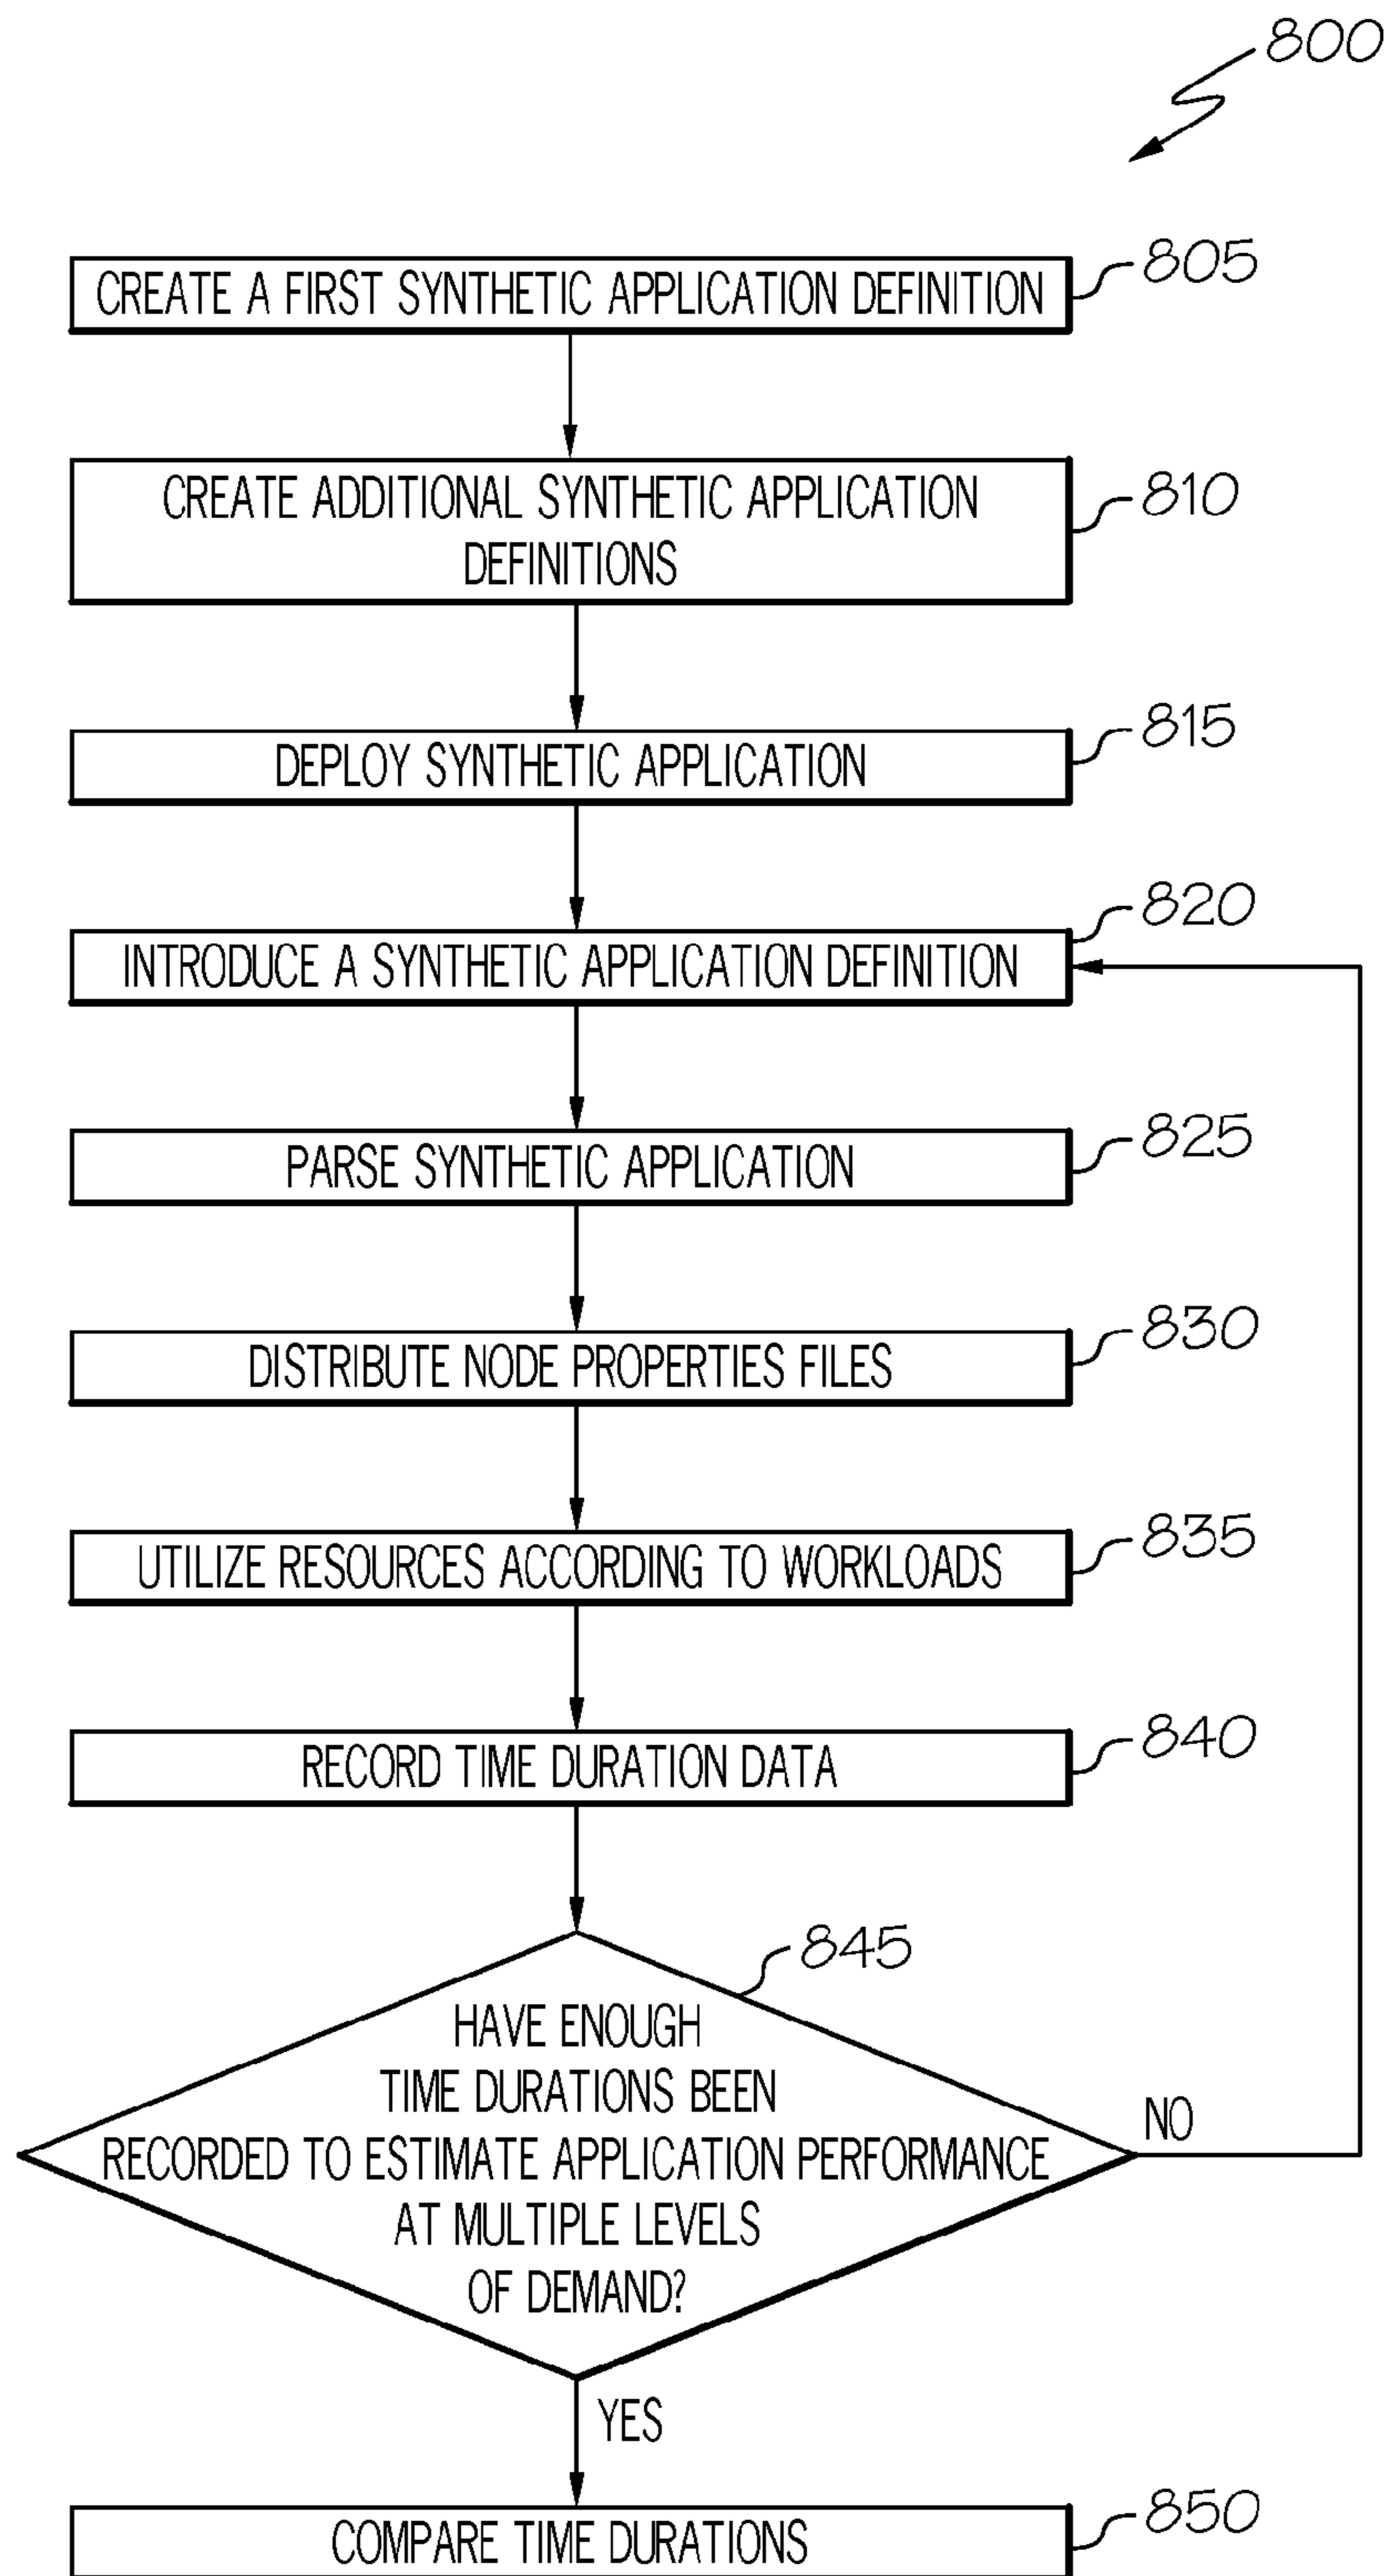 800
CREATE A FIRST SYNTHETIC APPLICATION DEFINITION
805
CREATE ADDITIONAL SYNTHETIC APPLICATION
DEFINITIONS
810
DEPLOY SYNTHETIC APPLICATION
815
INTRODUCE A SYNTHETIC APPLICATION DEFINITION
820
PARSE SYNTHETIC APPLICATION
825
DISTRIBUTE NODE PROPERTIES FILES
830
UTILIZE RESOURCES ACCORDING TO WORKLOADS
835
RECORD TIME DURATION DATA
840
845
HAVE ENOUGH
TIME DURATIONS BEEN
RECORDED TO ESTIMATE APPLICATION PERFORMANCE
AT MULTIPLE LEVELS
OF DEMAND?
NO
YES
COMPARE TIME DURATIONS
850